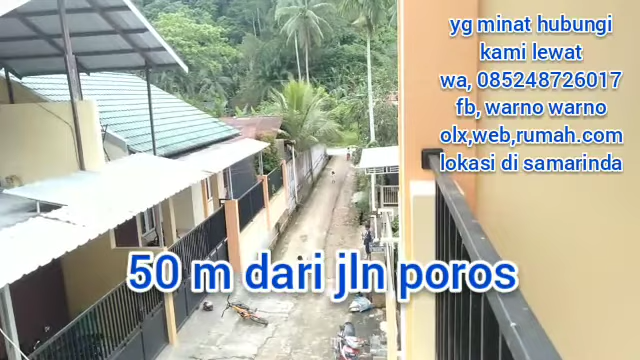 yg minat hubungi
kami lewat
wa, 085248726017
fb, warno warno
olx,web,rumah.com
lokasi di samarinda
50 m dari jln poros